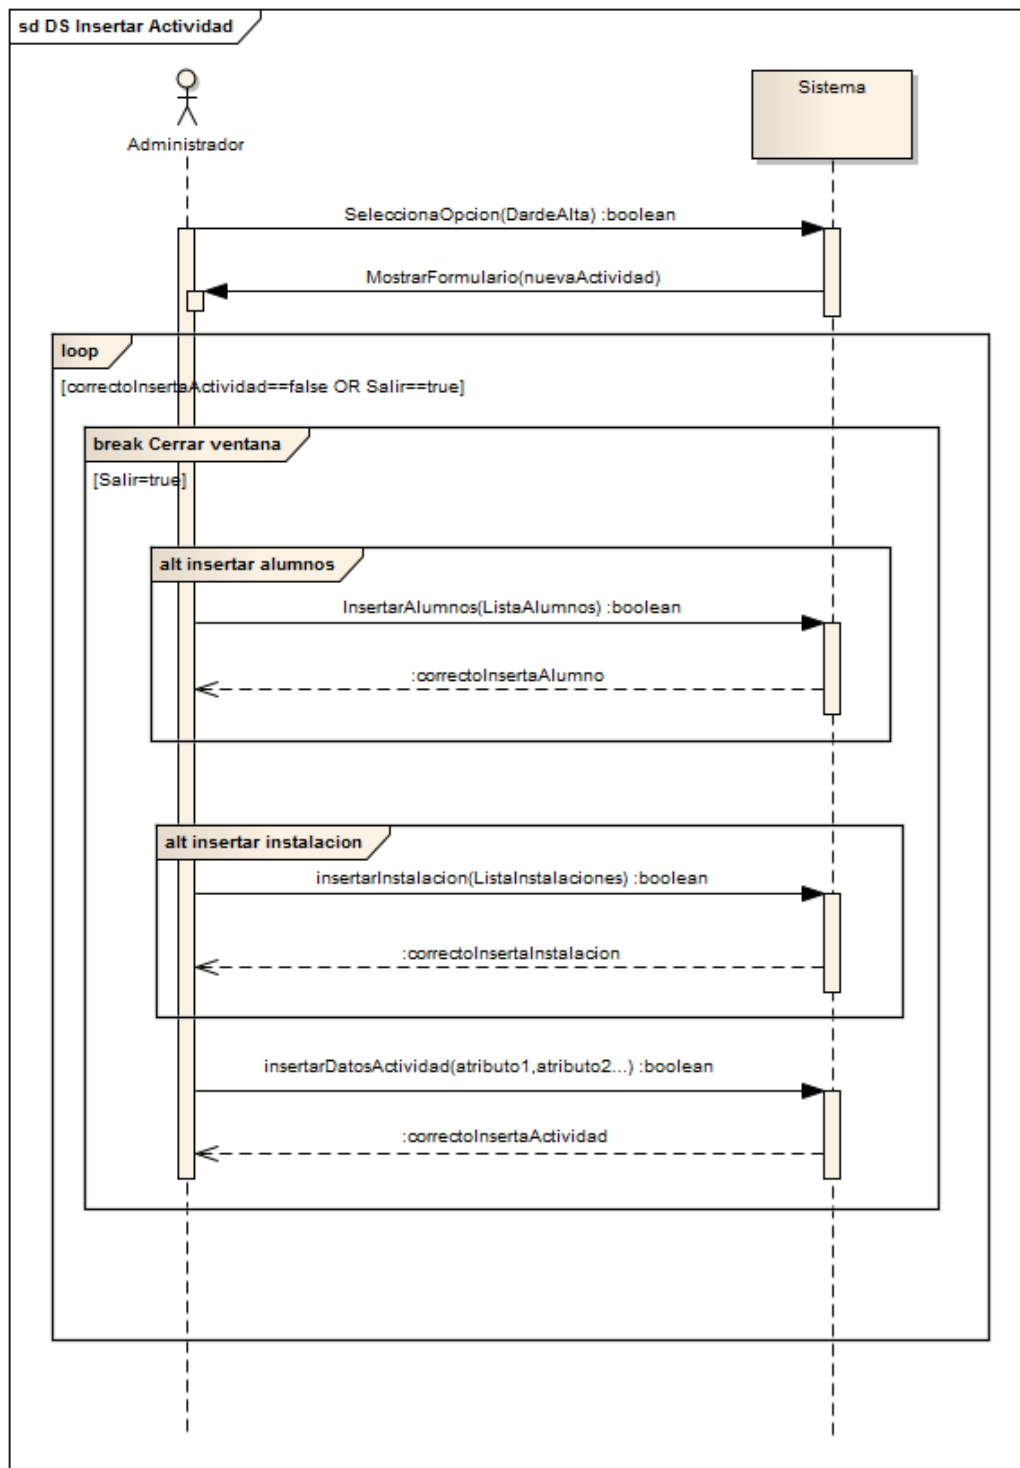 sd DS Insertar Actividad
Administrador
Sistema
SeleccionaOpcion(DardeAlta) :boolean
MostrarFormulario(nuevaActividad)
loop
[correctoInsertaActividad==false OR Salir==true]
break Cerrar ventana
[Salir=true]
alt insertar alumnos
InsertarAlumnos(ListaAlumnos) :boolean
:correctoInsertaAlumno
alt insertar instalacion
insertarInstalacion(ListaInstalaciones) :boolean
:correctoInsertaInstalacion
insertarDatosActividad(atributo1,atributo2...) :boolean
:correctoInsertaActividad